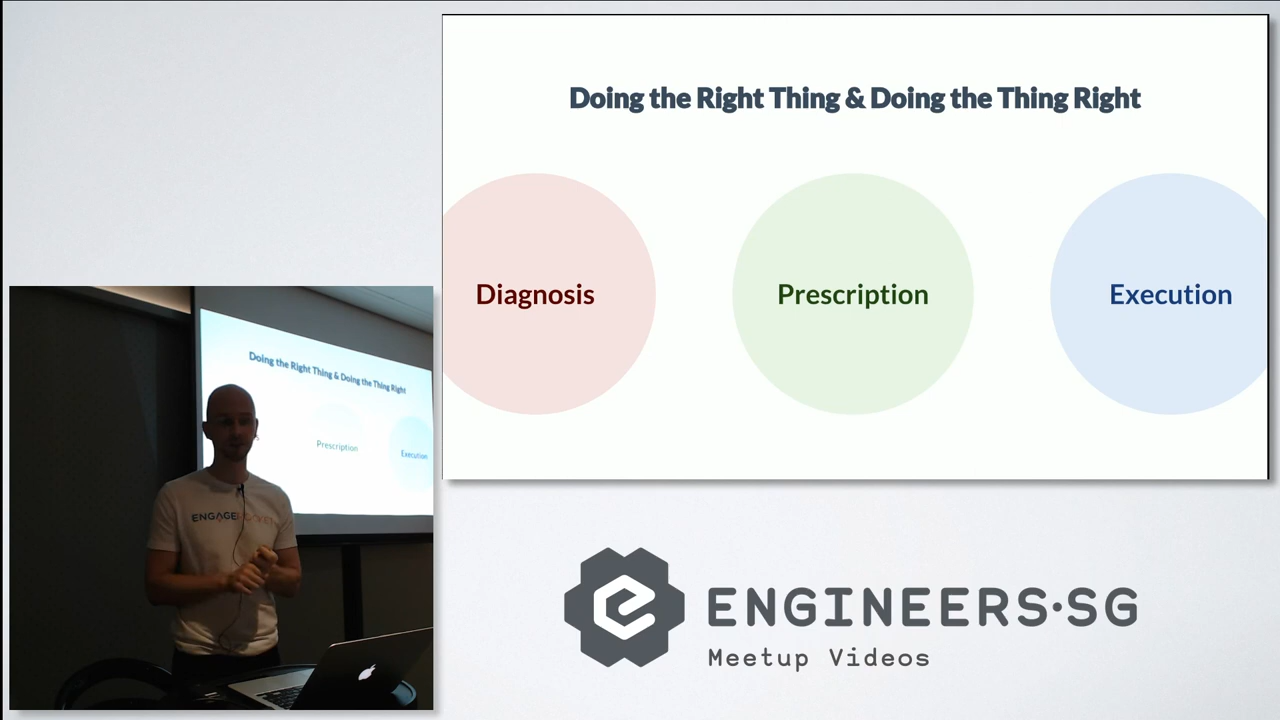 Doing the Right Thing & Doing the Thing Right
Diagnosis
Prescription
Execution
Doing the Right Thing & Doing the Thing Right
Prescription
Execution
ENGAGEROCKET
ENGINEERS·SG
Meetup Videos